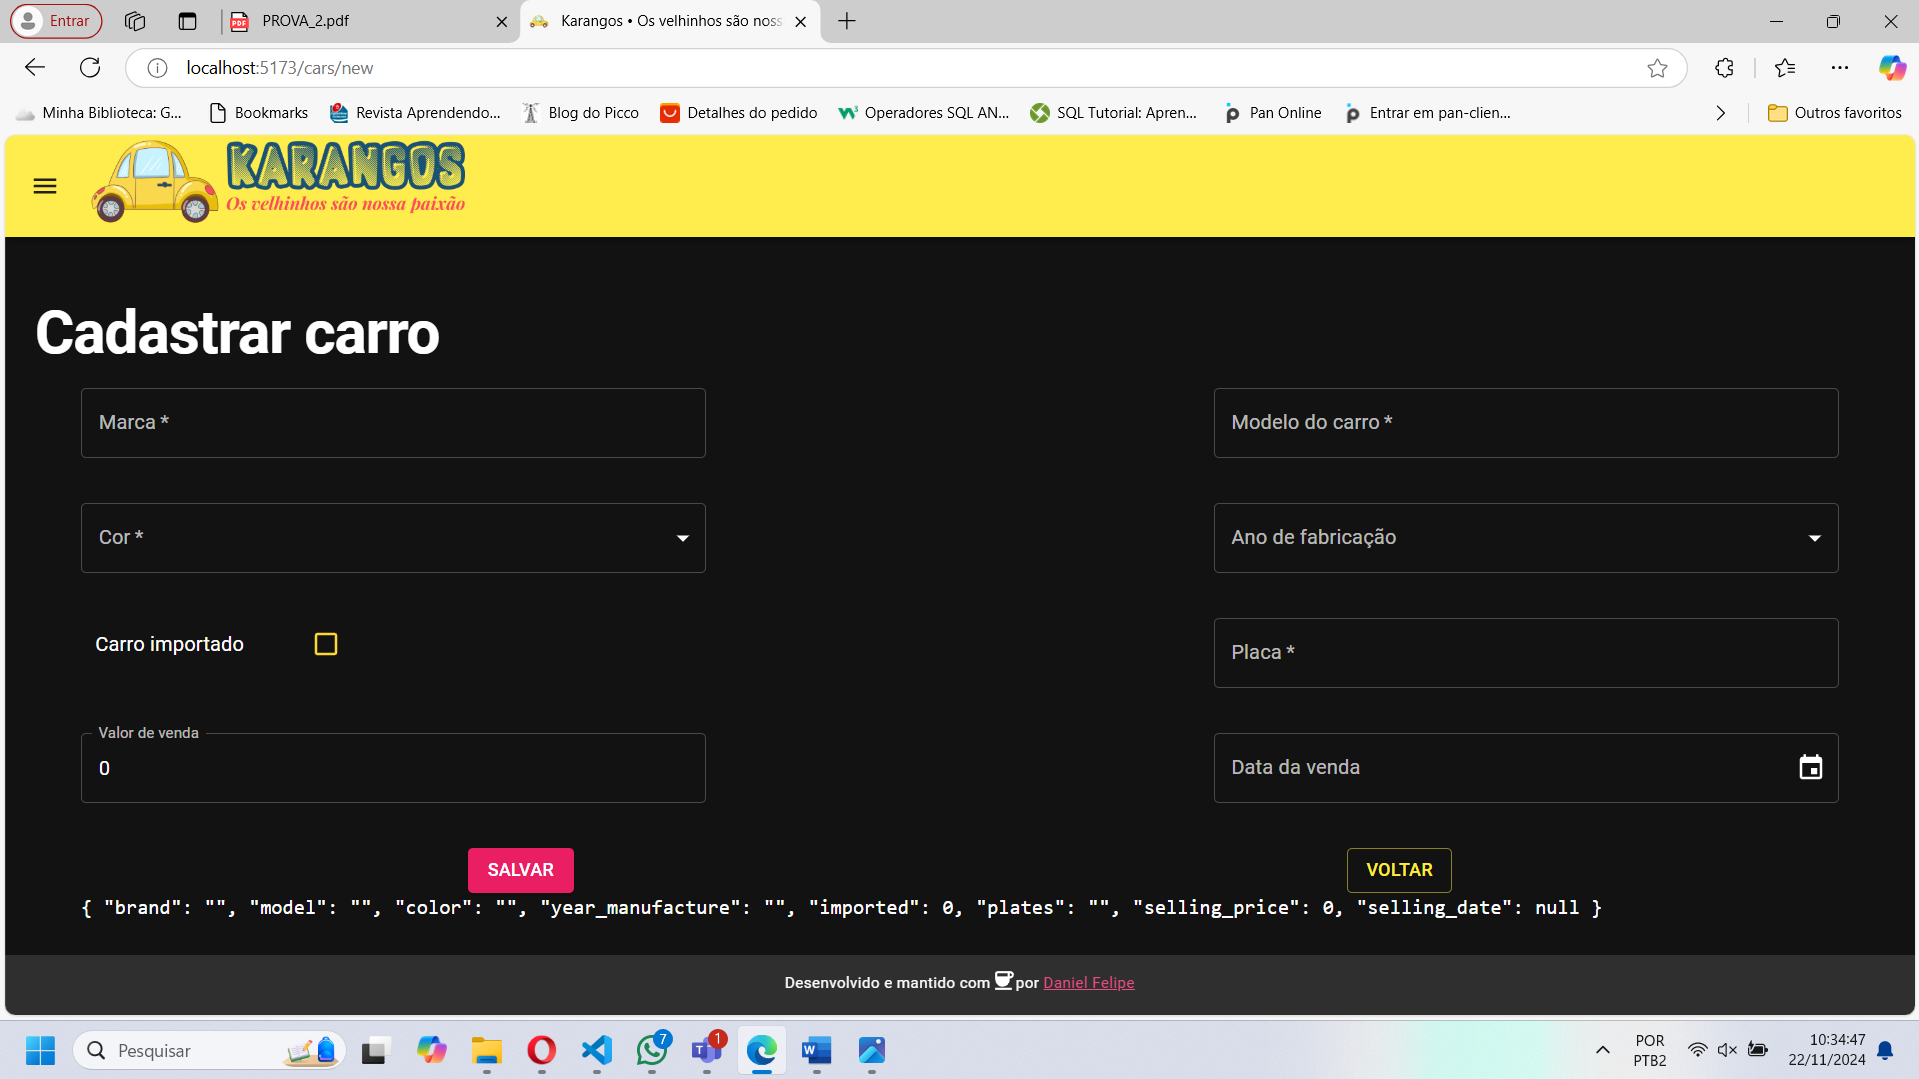 Entrar
PROVA_2.pdf
Karangos • Os velhinhos são noss
localhost:5173/cars/new
Minha Biblioteca: G...
Bookmarks
Revista Aprendendo...
Blog do Picco
Detalhes do pedido
Operadores SQL AN...
SQL Tutorial: Apren...
Pan Online
Entrar em pan-clien...
Outros favoritos
KARANGOS
Os velhinhos são nossa paixão
Cadastrar carro
Marca *
Modelo do carro *
Cor *
Ano de fabricação
Carro importado
Placa *
Valor de venda
0
Data da venda
SALVAR
VOLTAR
{ "brand": "", "model": "", "color": "", "year_manufacture": "", "imported": 0, "plates": "", "selling_price": 0, "selling_date": null }
Desenvolvido e mantido com por Daniel Felipe
Pesquisar
7
1
POR
PTB2
10:34:47
22/11/2024